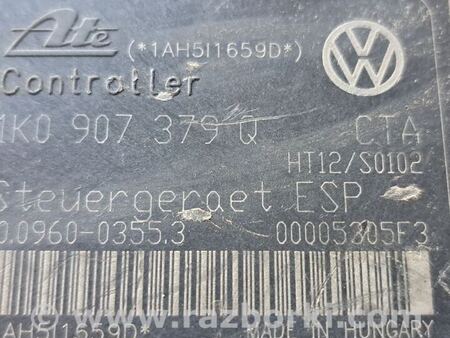 Ate (*1AH5I1659D*)
Controller
1K0 907 379 Q CTA
HT12/S0102
Steuergeraet ESP
0.0960-0355.3 00005305F3
AH5I1659D* MADE IN HUNGARY
www.razborki.com